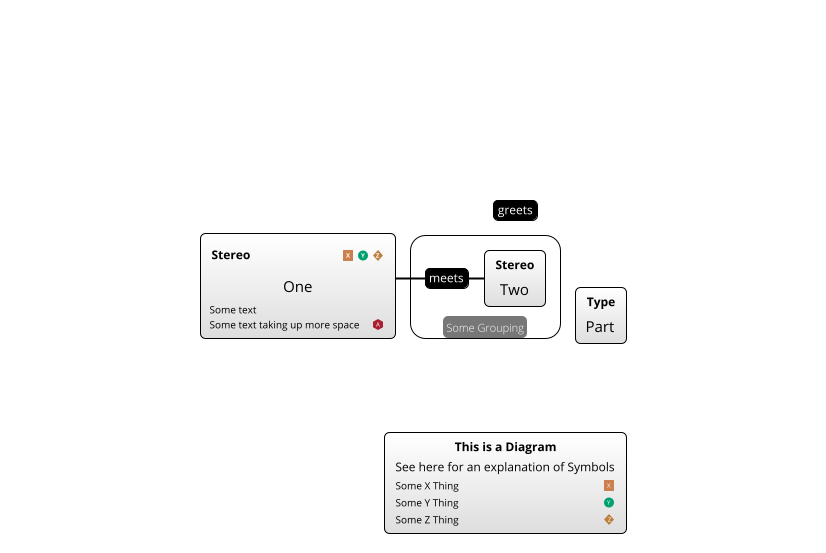 greets
Stereo X Y Z
One
Some text
Some text taking up more space A
meets
Stereo
Two
Some Grouping
Type
Part
This is a Diagram
See here for an explanation of Symbols
Some X Thing X
Some Y Thing Y
Some Z Thing Z